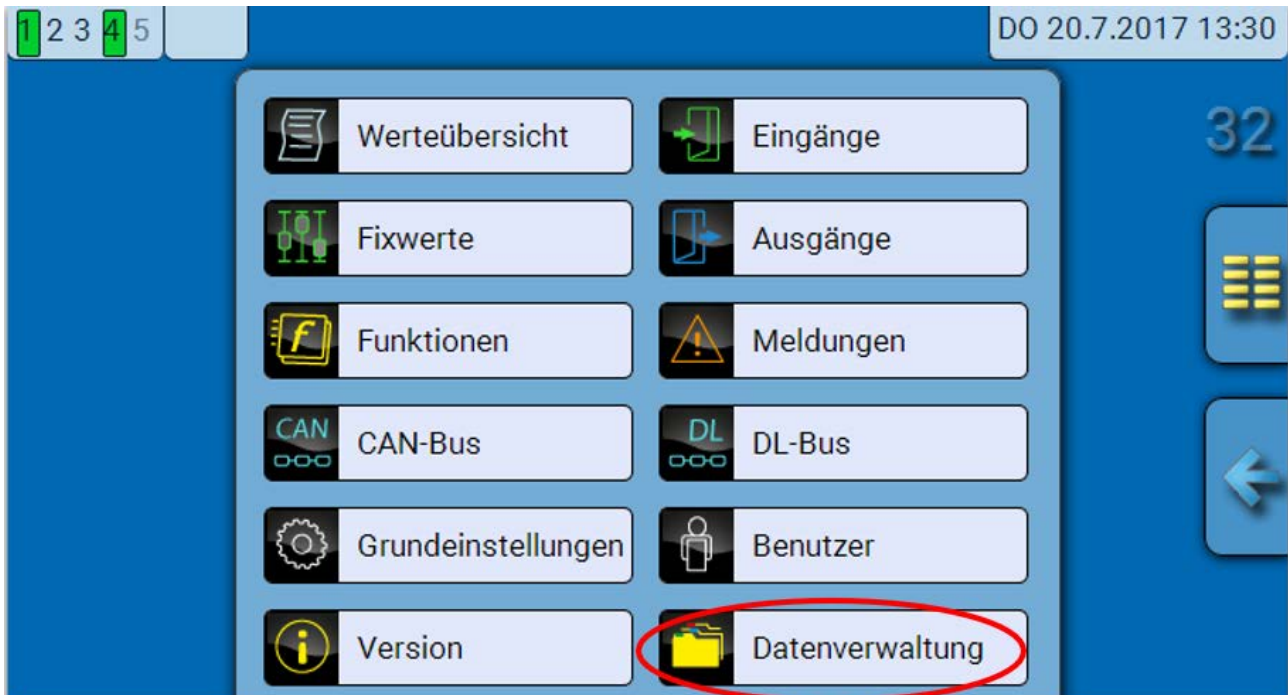 1 2 3 4 5
DO 20.7.2017 13:30
32
Werteübersicht
Eingänge
Fixwerte
Ausgänge
f Funktionen
Meldungen
CAN CAN-Bus
DL DL-Bus
Grundeinstellungen
Benutzer
i Version
Datenverwaltung